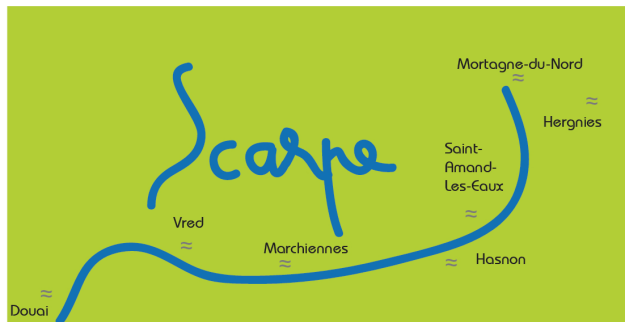 Mortagne-du-Nord
Hergnies
Scarpe
Saint-
Amand-
Les-Eaux
Vred
Marchiennes
Hasnon
Douai